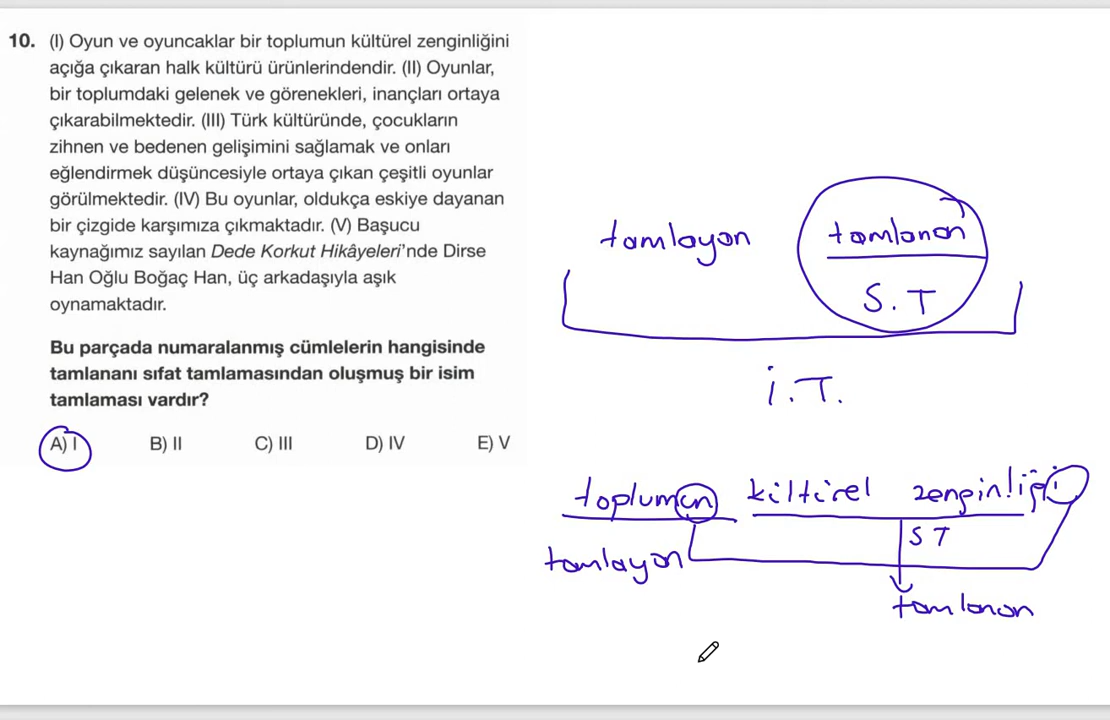 10. (I) Oyun ve oyuncaklar bir toplumun kültürel zenginliğini
açığa çıkaran halk kültürü ürünlerindendir. (II) Oyunlar,
bir toplumdaki gelenek ve görenekleri, inançları ortaya
çıkarabilmektedir. (III) Türk kültüründe, çocukların
zihnen ve bedenen gelişimini sağlamak ve onları
eğlendirmek düşüncesiyle ortaya çıkan çeşitli oyunlar
görülmektedir. (IV) Bu oyunlar, oldukça eskiye dayanan
bir çizgide karşımıza çıkmaktadır. (V) Başucu
kaynağımız sayılan Dede Korkut Hikâyeleri'nde Dirse
Han Oğlu Boğaç Han, üç arkadaşıyla aşık
oynamaktadır.
Bu parçada numaralanmış cümlelerin hangisinde
tamlananı sıfat tamlamasından oluşmuş bir isim
tamlaması vardır?
A) I B) II C) III D) IV E) V
tamlayan tamlanan
S.T
İ.T.
toplumun kültürel zenginliği
ST
tamlayan
tamlanan